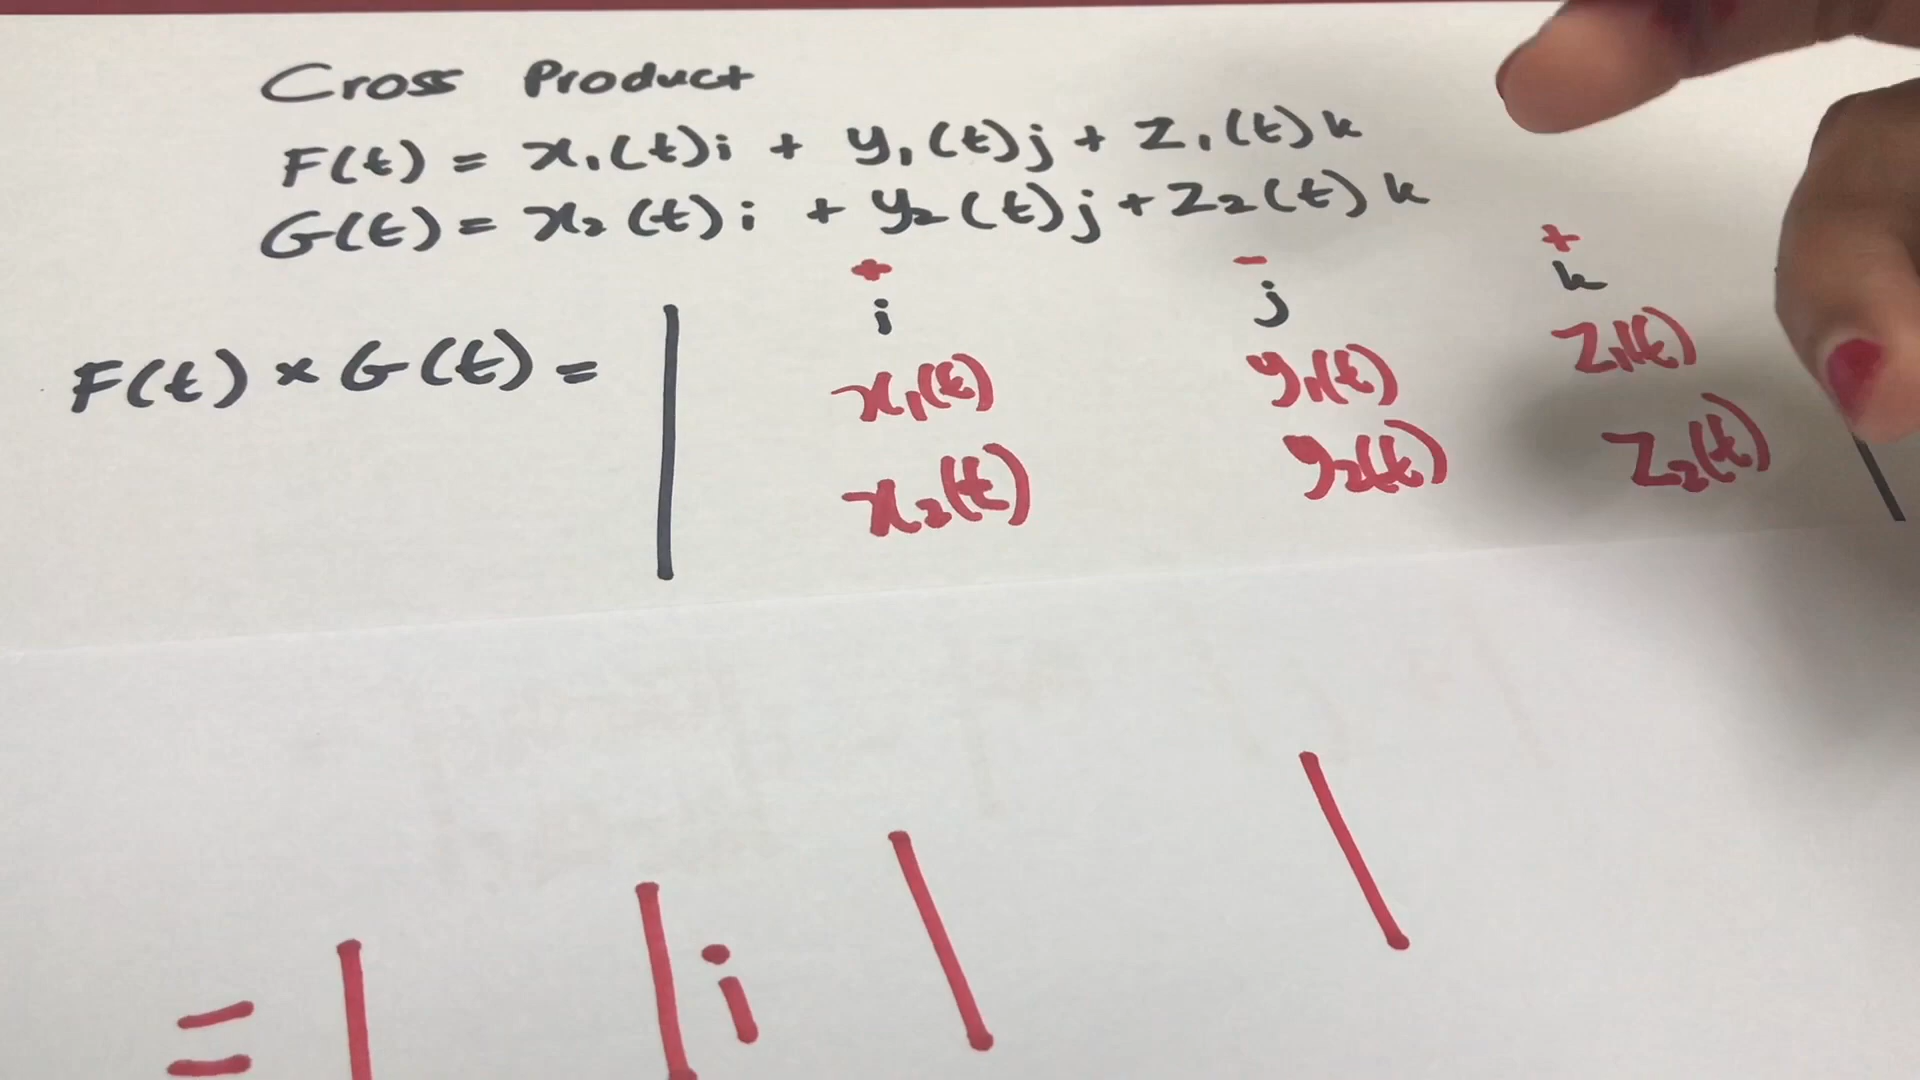 Cross Product
F(t) = x₁(t)i + y₁(t)j + z₁(t)k
G(t) = x₂(t)i + y₂(t)j + z₂(t)k
+ - +
F(t) × G(t) = | i j k |
x₁(t) y₁(t) z₁(t)
x₂(t) y₂(t) z₂(t)
= | | i | |